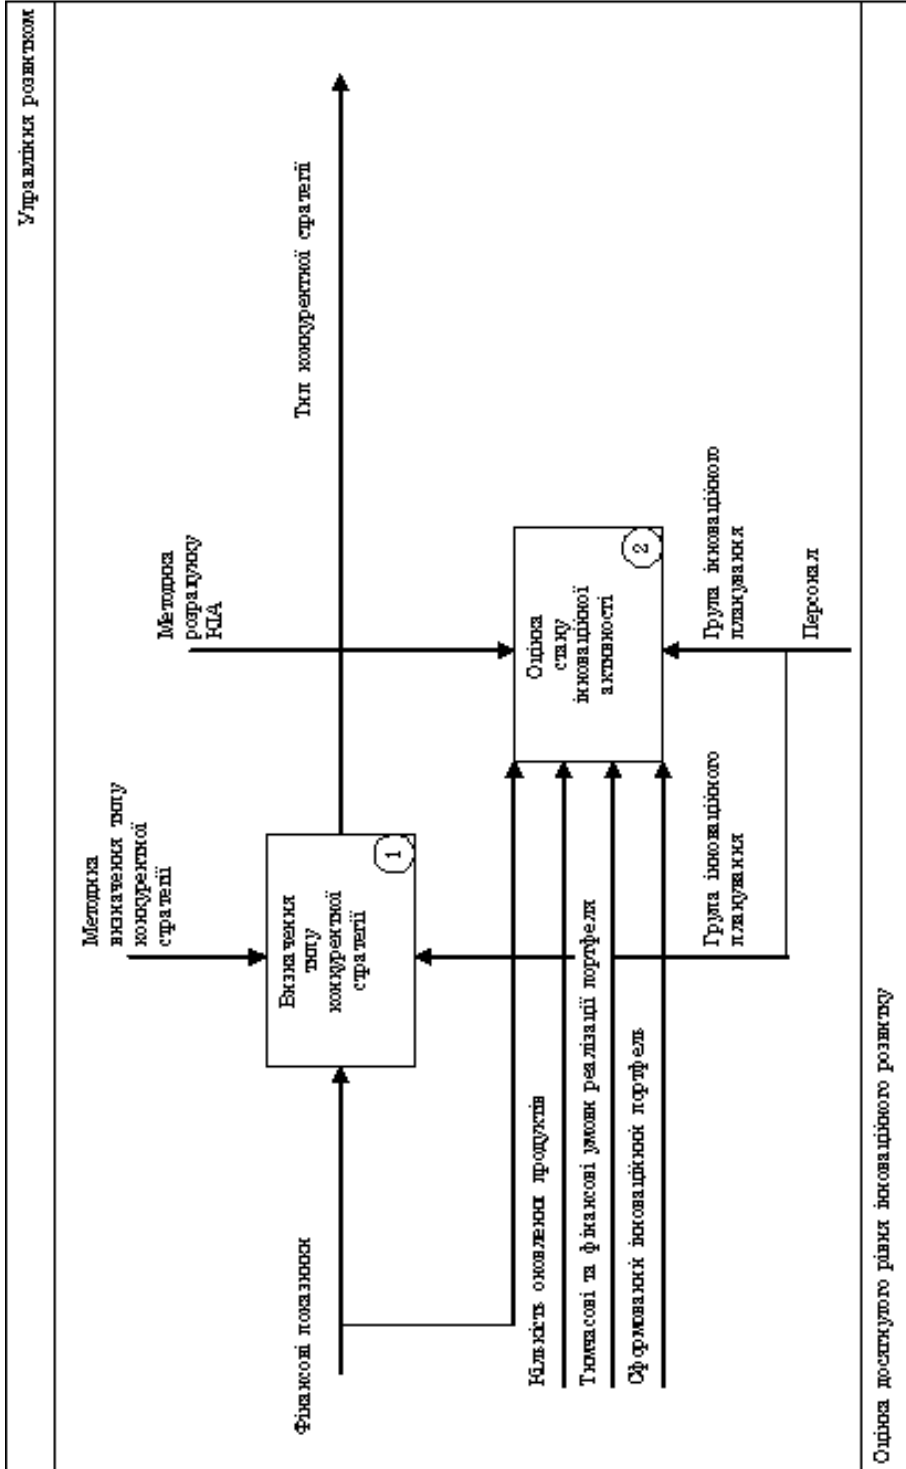 Управління розвитком
Методика
визначення типу
конкурентної
стратегії
Методика
розрахунку
КІА
Фінансові показники
Визначення
типу
конкурентної
стратегії
1
Тип конкурентної стратегії
Кількість оновлених продуктів
Тимчасові та фінансові умови реалізації портфеля
Сформований інноваційний портфель
Оцінка
стану
інноваційної
активності
2
Група інноваційного
планування
Група інноваційного
планування
Персонал
Оцінка досягнутого рівня інноваційного розвитку